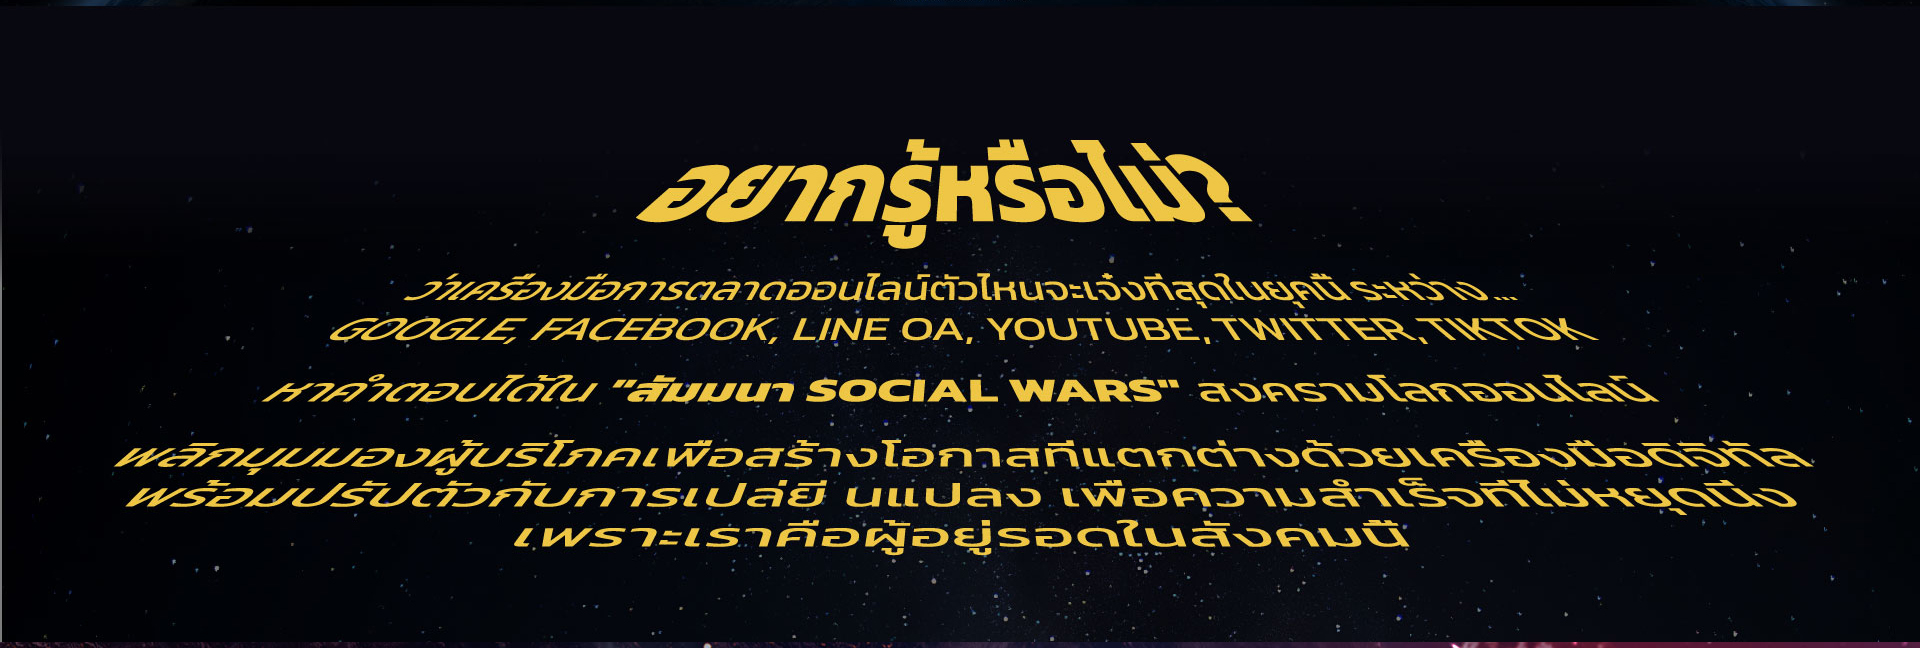 อยากรู้หรือไม่?
ว่าเครื่องมือการตลาดออนไลน์ตัวไหนจะเจ๋งที่สุดในยุคนี้ ระหว่าง...
GOOGLE, FACEBOOK, LINE OA, YOUTUBE, TWITTER, TIKTOK
หาคำตอบได้ใน "สัมมนา SOCIAL WARS" สงครามโลกออนไลน์
พลิกมุมมองผู้บริโภคเพื่อสร้างโอกาสที่แตกต่างด้วยเครื่องมือดิจิทัล
พร้อมปรับตัวกับการเปลี่ยี นแปลง เพื่อความสำเร็จที่ไม่หยุดนิ่ง
เพราะเราคือผู้อยู่รอดในสังคมนี้